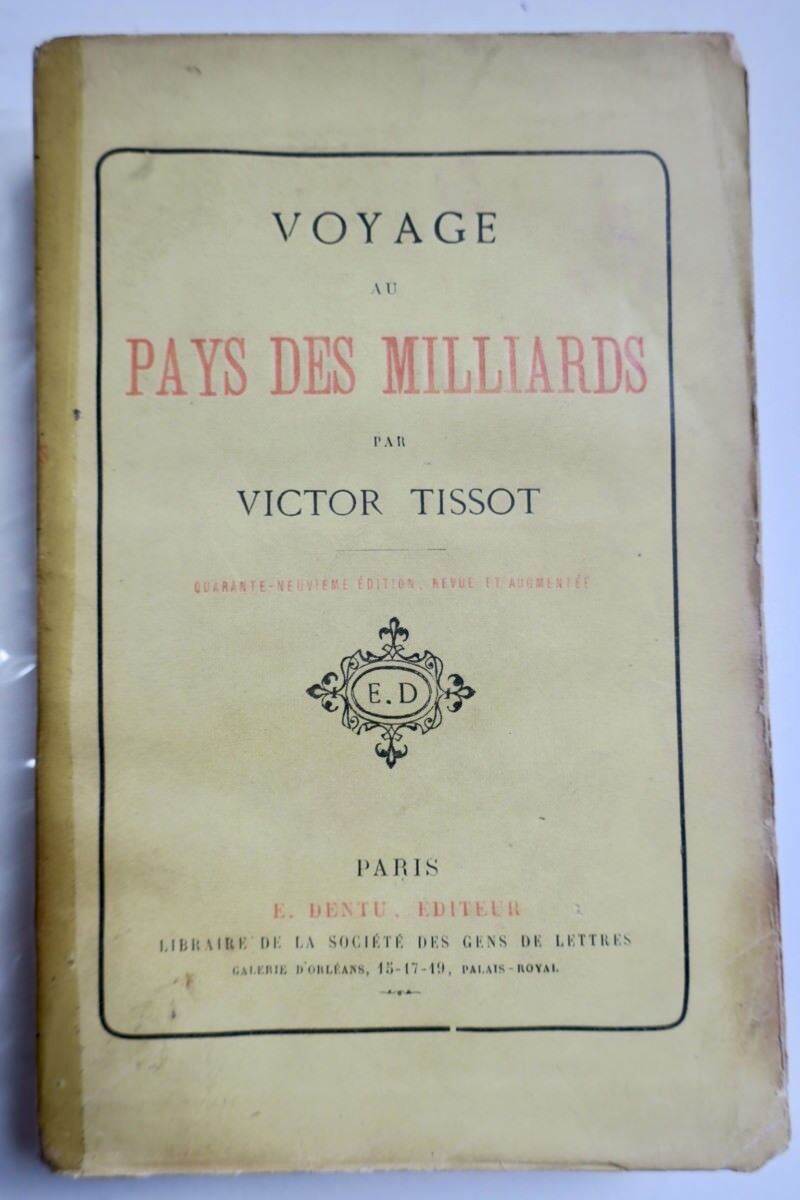 VOYAGE
AU
PAYS DES MILLIARDS
PAR
VICTOR TISSOT
QUARANTE-NEUVIÈME ÉDITION, REVUE ET AUGMENTÉE
E.D
PARIS
E. DENTU, EDITEUR
LIBRAIRE DE LA SOCIÉTÉ DES GENS DE LETTRES
GALERIE D'ORLÉANS, 15-17-19, PALAIS-ROYAL